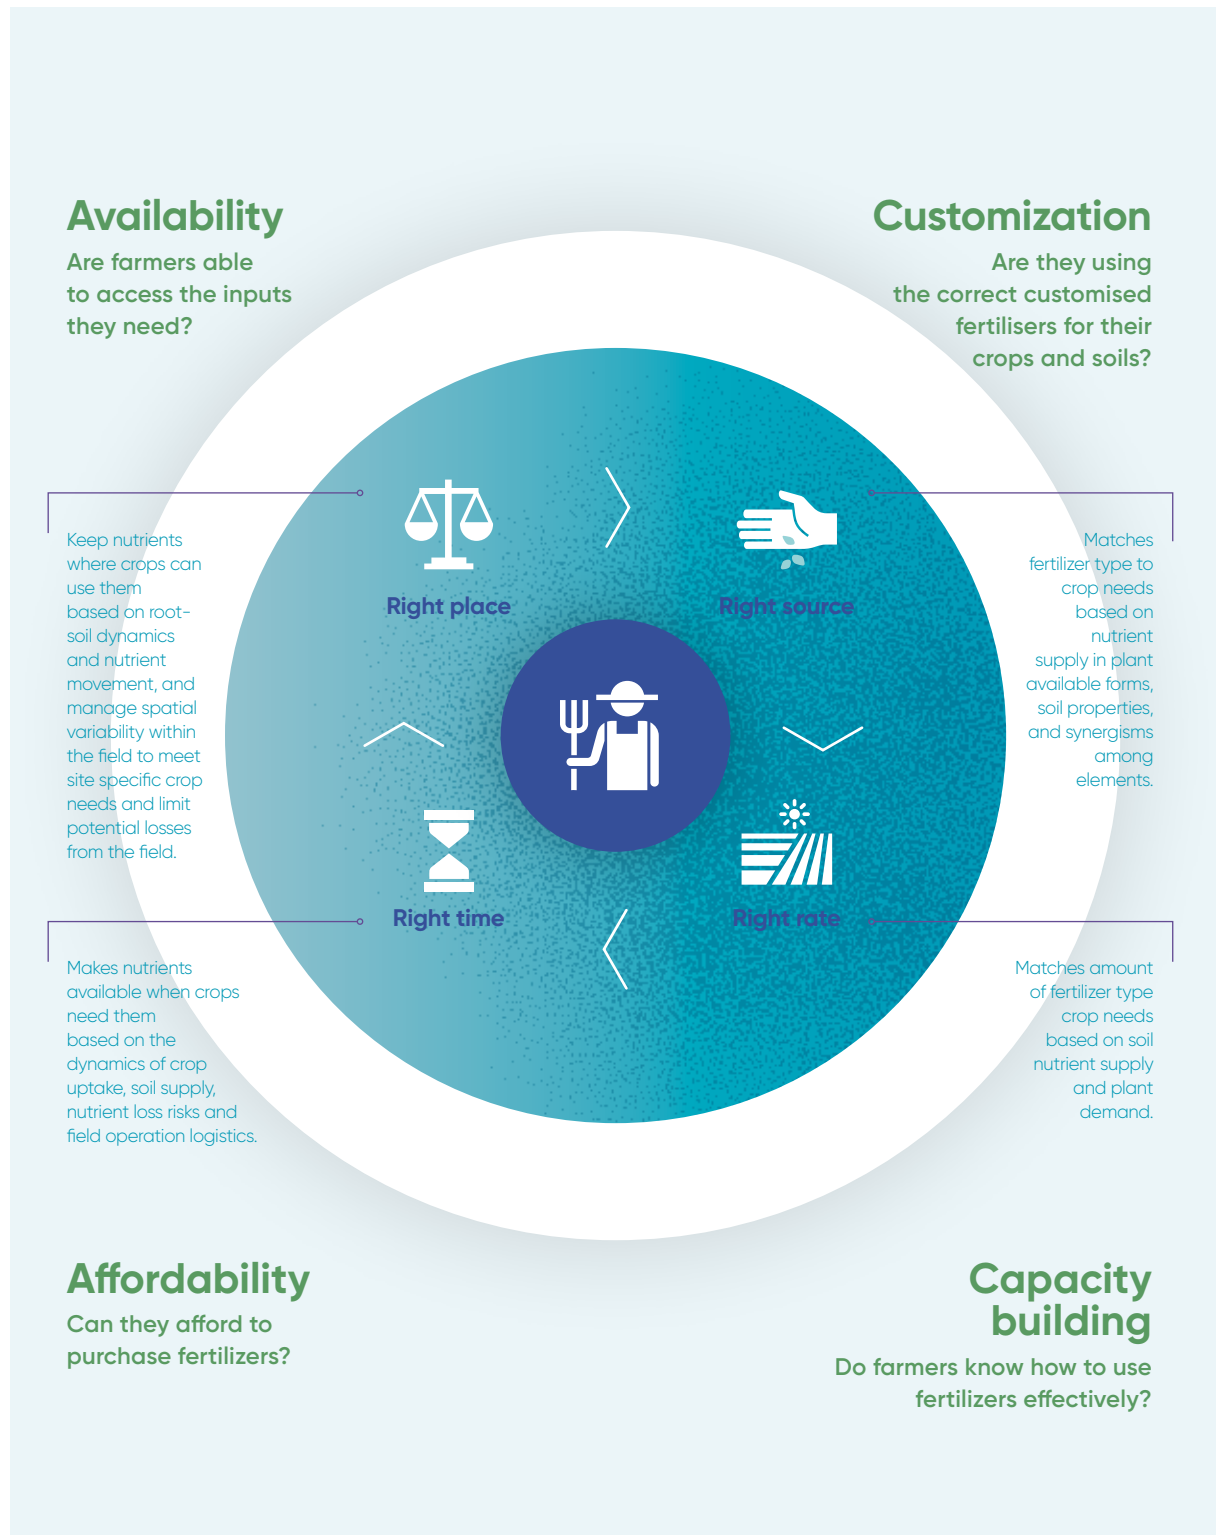 Availability
Are farmers able
to access the inputs
they need?
Customization
Are they using
the correct customised
fertilisers for their
crops and soils?
Right place
Right source
Keep nutrients
where crops can
use them
based on root-
soil dynamics
and nutrient
movement, and
manage spatial
variability within
the field to meet
site specific crop
needs and limit
potential losses
from the field.
Matches
fertilizer type to
crop needs
based on
nutrient
supply in plant
available forms,
soil properties,
and synergisms
among
elements.
Right time
Right rate
Makes nutrients
available when crops
need them
based on the
dynamics of crop
uptake, soil supply,
nutrient loss risks and
field operation logistics.
Matches amount
of fertilizer type
crop needs
based on soil
nutrient supply
and plant
demand.
Affordability
Can they afford to
purchase fertilizers?
Capacity
building
Do farmers know how to use
fertilizers effectively?